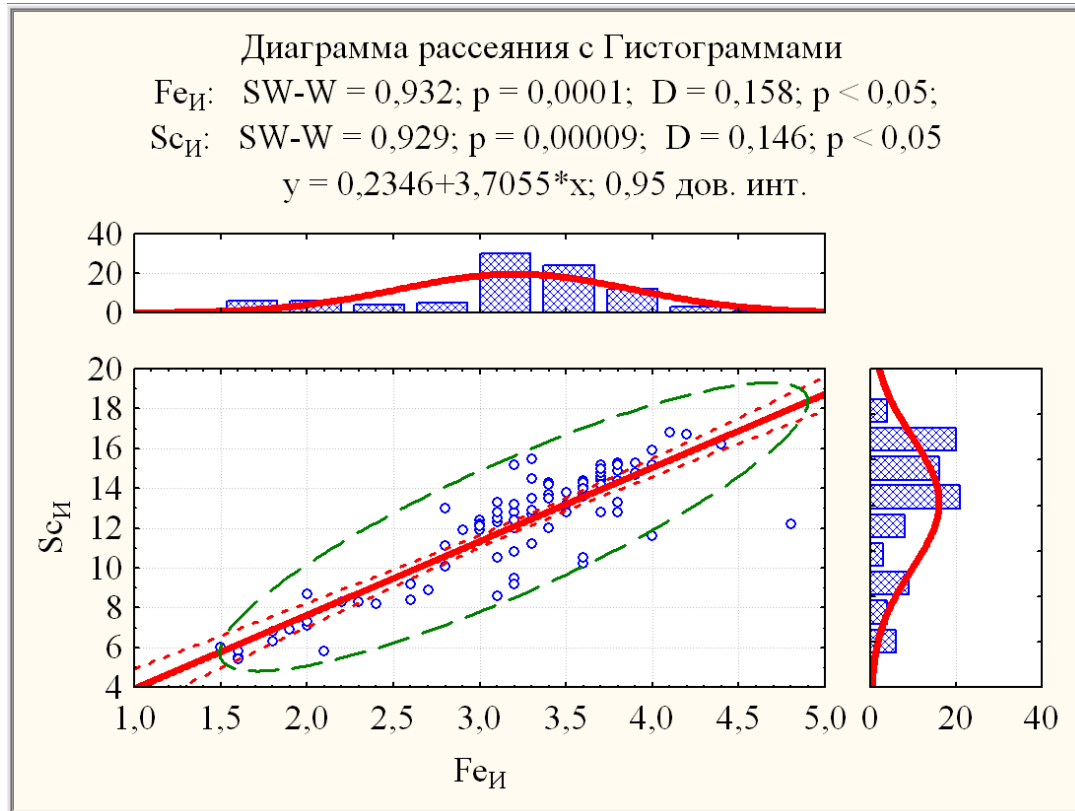 Диаграмма рассеяния с Гистограммами
Feи: SW-W = 0,932; p = 0,0001; D = 0,158; p < 0,05;
Scи: SW-W = 0,929; p = 0,00009; D = 0,146; p < 0,05
y = 0,2346+3,7055*x; 0,95 дов. инт.
40
20
0
20
18
16
14
12
10
8
6
4
Scи
1,0 1,5 2,0 2,5 3,0 3,5 4,0 4,5 5,0
0 20 40
Feи